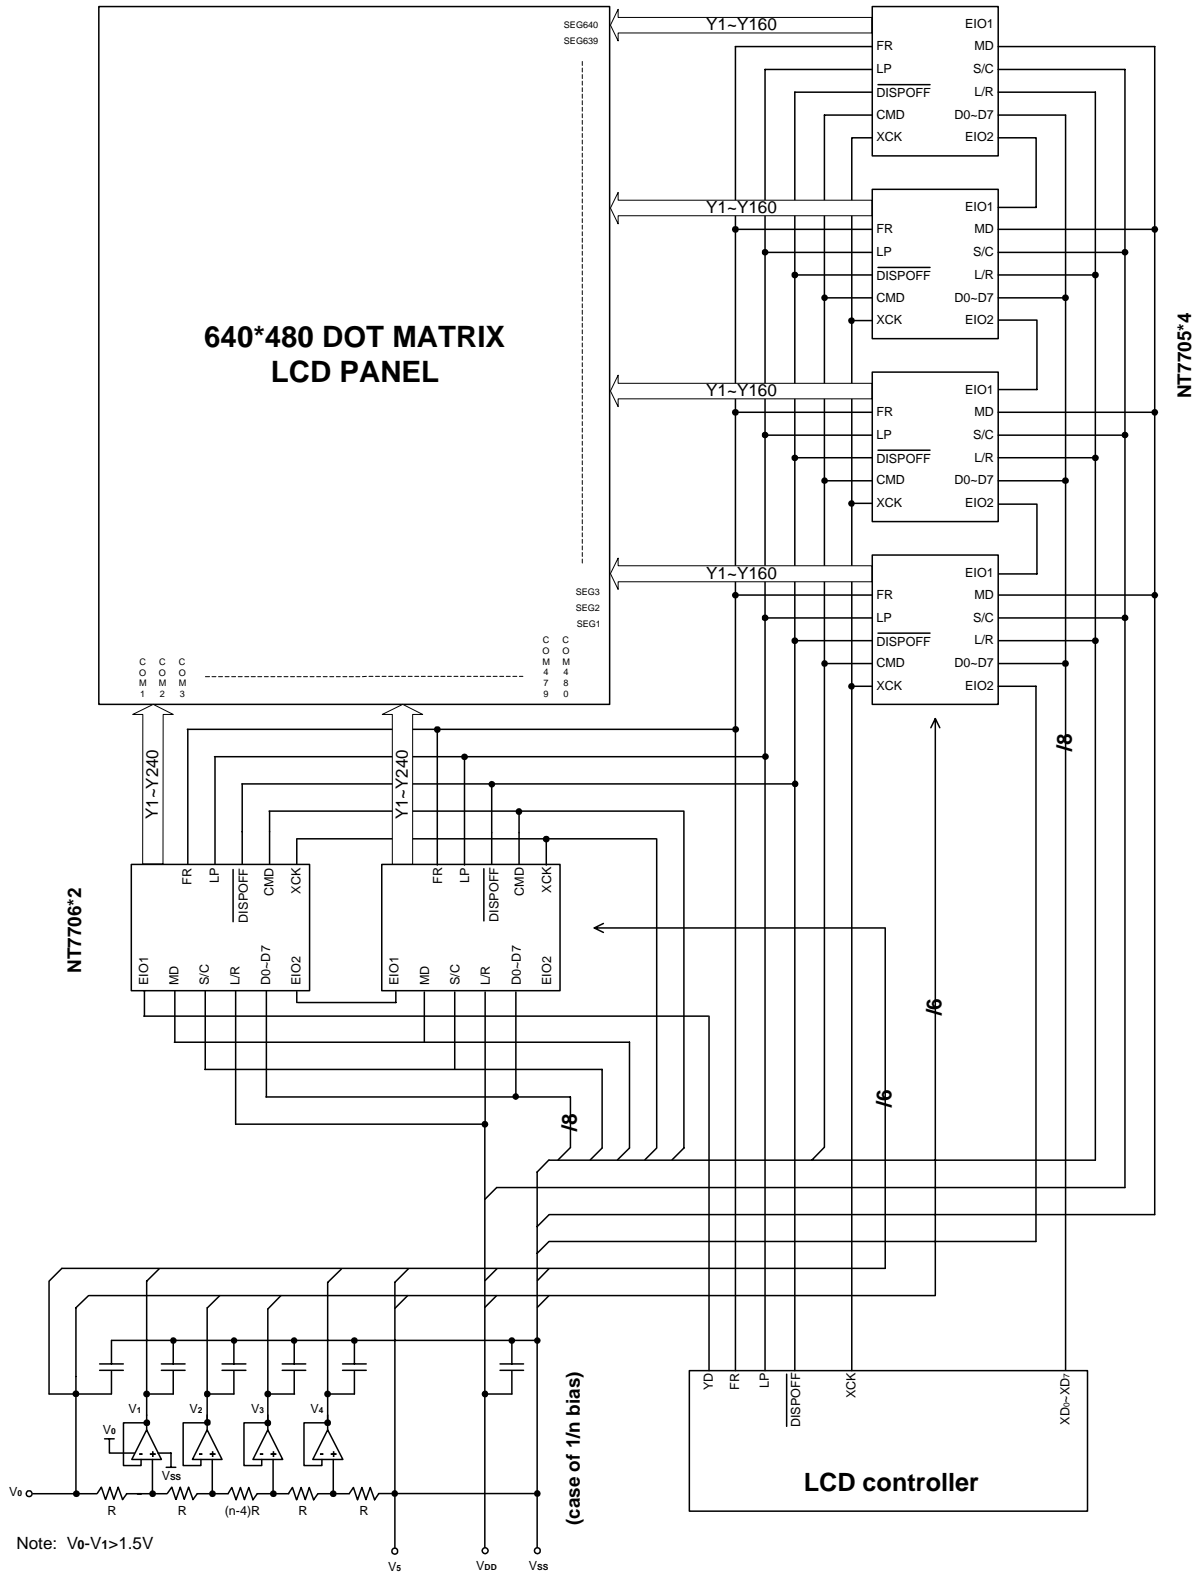 SEG640
SEG639
640*480 DOT MATRIX
LCD PANEL
SEG3
SEG2
SEG1
COM1
COM2
COM3
COM479
COM480
Y1~Y160
FR
LP
DISPOFF
CMD
XCK
EIO1
MD
S/C
L/R
D0~D7
EIO2
Y1~Y160
FR
LP
DISPOFF
CMD
XCK
EIO1
MD
S/C
L/R
D0~D7
EIO2
Y1~Y160
FR
LP
DISPOFF
CMD
XCK
EIO1
MD
S/C
L/R
D0~D7
EIO2
Y1~Y160
FR
LP
DISPOFF
CMD
XCK
EIO1
MD
S/C
L/R
D0~D7
EIO2
NT7705*4
/8
Y1~Y240
Y1~Y240
NT7706*2
FR
LP
DISPOFF
CMD
XCK
EIO1
MD
S/C
L/R
D0~D7
EIO2
FR
LP
DISPOFF
CMD
XCK
EIO1
MD
S/C
L/R
D0~D7
EIO2
/6
/6
/8
V1
V2
V3
V4
V0
VSS
V0
R
R
(n-4)R
R
R
(case of 1/n bias)
Note: V0-V1>1.5V
V5
VDD
VSS
YD
FR
LP
DISPOFF
XCK
XD0~XD7
LCD controller